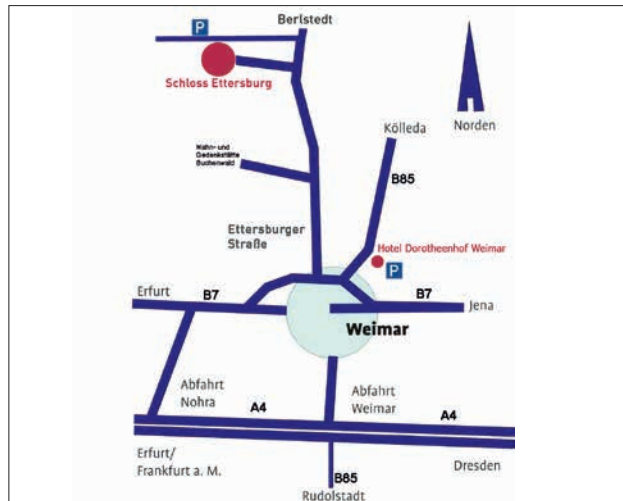 Berlstedt
P
Schloss Ettersburg
Kölleda
Norden
Mahn- und
Gedenkstätte
Buchenwald
B85
Ettersburger
Straße
Hotel Dorotheenhof Weimar
P
Erfurt
B7
B7
Jena
Weimar
Abfahrt
Nohra
Abfahrt
Weimar
A4
A4
Erfurt/
Frankfurt a. M.
Dresden
B85
Rudolstadt